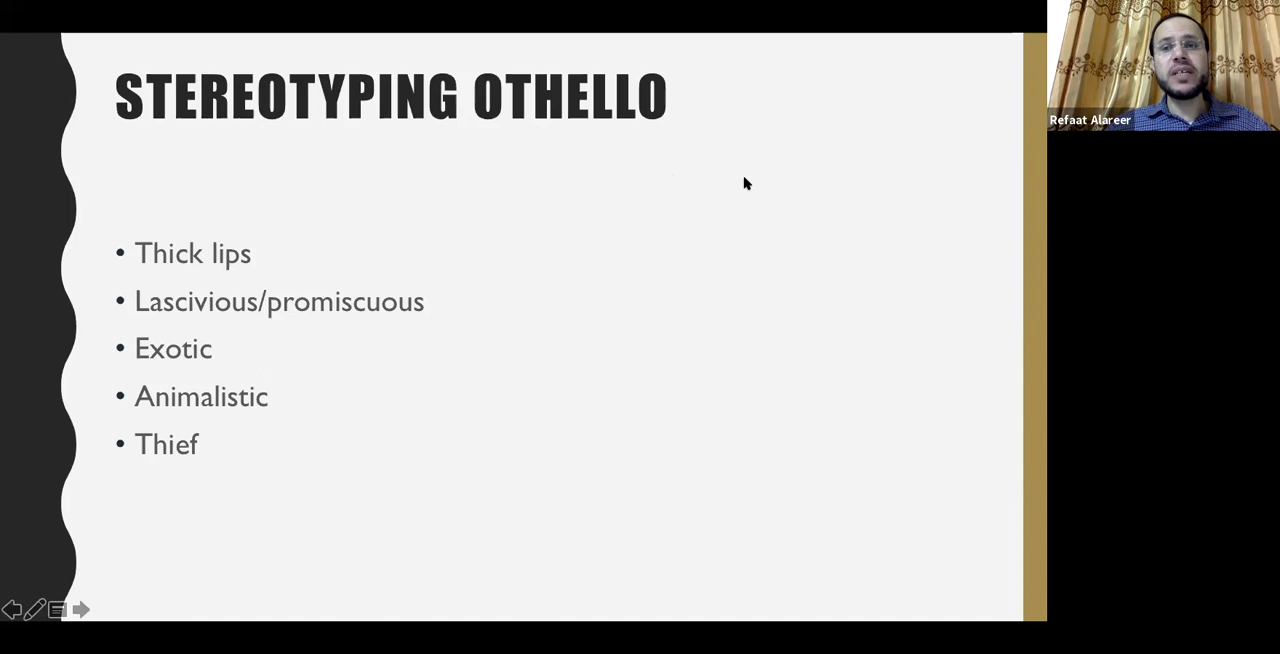 STEREOTYPING OTHELLO
• Thick lips
• Lascivious/promiscuous
• Exotic
• Animalistic
• Thief
Refaat Alareer